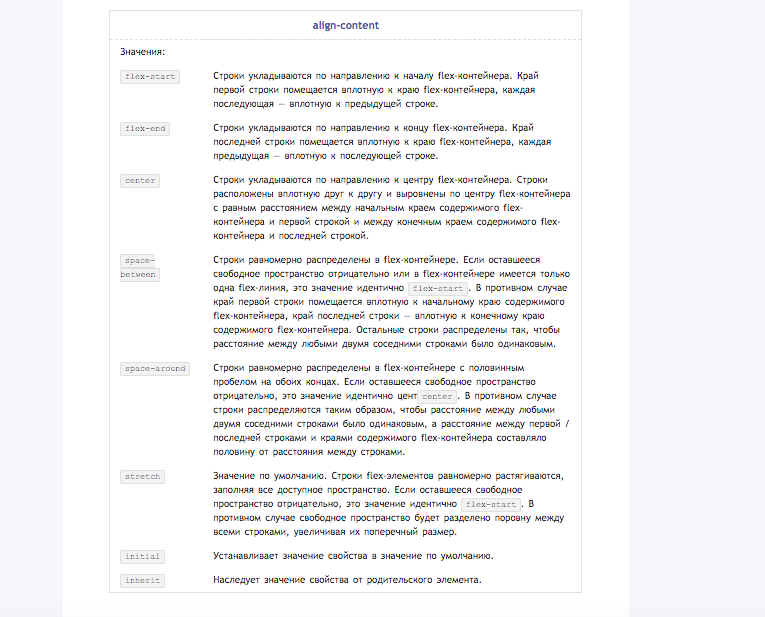 align-content
Значения:
flex-start
Строки укладываются по направлению к началу flex-контейнера. Край
первой строки помещается вплотную к краю flex-контейнера, каждая
последующая — вплотную к предыдущей строке.
flex-end
Строки укладываются по направлению к концу flex-контейнера. Край
последней строки помещается вплотную к краю flex-контейнера, каждая
предыдущая — вплотную к последующей строке.
center
Строки укладываются по направлению к центру flex-контейнера. Строки
расположены вплотную друг к другу и выровнены по центру flex-контейнера
с равным расстоянием между начальным краем содержимого flex-
контейнера и первой строкой и между конечным краем содержимого flex-
контейнера и последней строкой.
space-
between
Строки равномерно распределены в flex-контейнере. Если оставшееся
свободное пространство отрицательно или в flex-контейнере имеется только
одна flex-линия, это значение идентично flex-start. В противном случае
край первой строки помещается вплотную к начальному краю содержимого
flex-контейнера, край последней строки — вплотную к конечному краю
содержимого flex-контейнера. Остальные строки распределены так, чтобы
расстояние между любыми двумя соседними строками было одинаковым.
space-around
Строки равномерно распределены в flex-контейнере с половинным
пробелом на обоих концах. Если оставшееся свободное пространство
отрицательно, это значение идентично цент center. В противном случае
строки распределяются таким образом, чтобы расстояние между любыми
двумя соседними строками было одинаковым, а расстояние между первой /
последней строками и краями содержимого flex-контейнера составляло
половину от расстояния между строками.
stretch
Значение по умолчанию. Строки flex-элементов равномерно растягиваются,
заполняя все доступное пространство. Если оставшееся свободное
пространство отрицательно, это значение идентично flex-start. В
противном случае свободное пространство будет разделено поровну между
всеми строками, увеличивая их поперечный размер.
initial
Устанавливает значение свойства в значение по умолчанию.
inherit
Наследует значение свойства от родительского элемента.